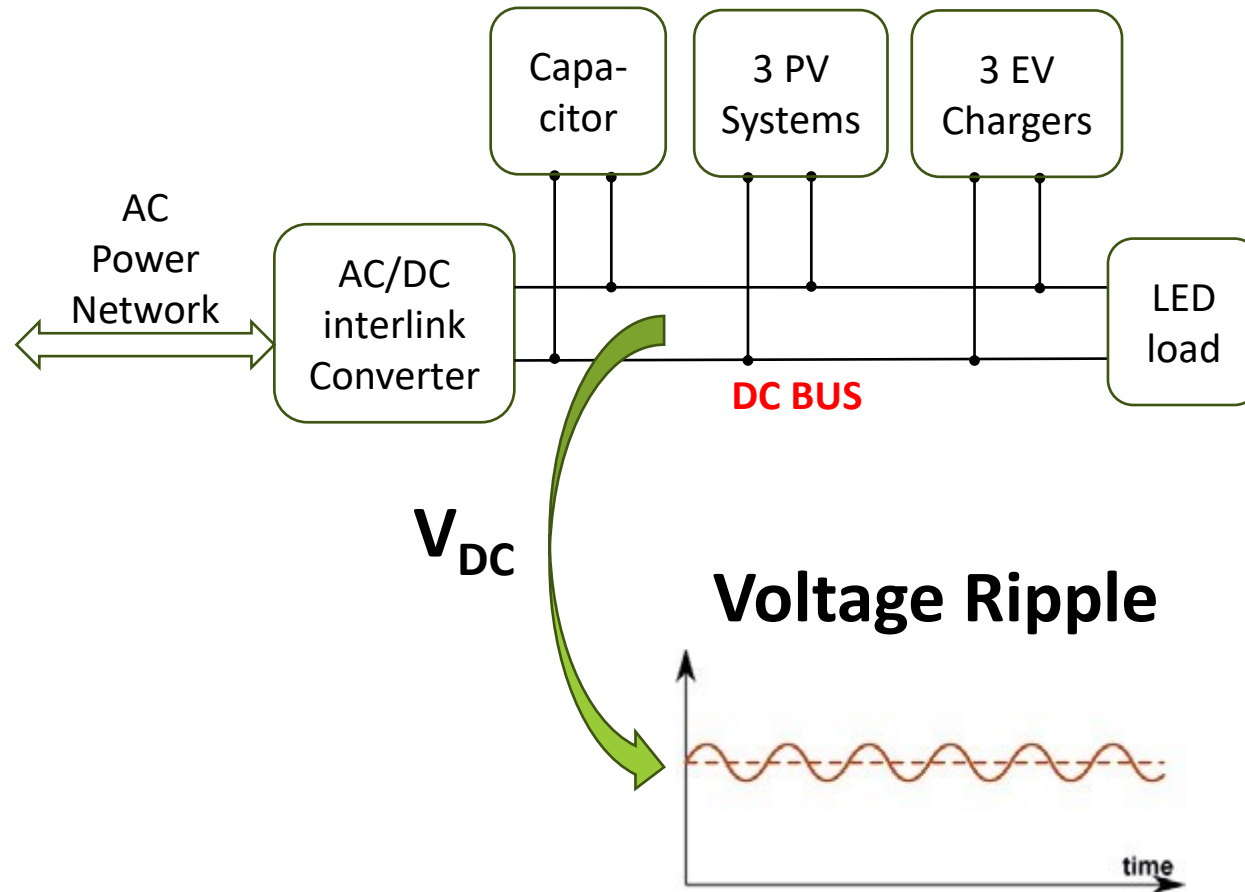 Capa-
citor
3 PV
Systems
3 EV
Chargers
AC
Power
Network
AC/DC
interlink
Converter
LED
load
DC BUS
VDC
Voltage Ripple
time